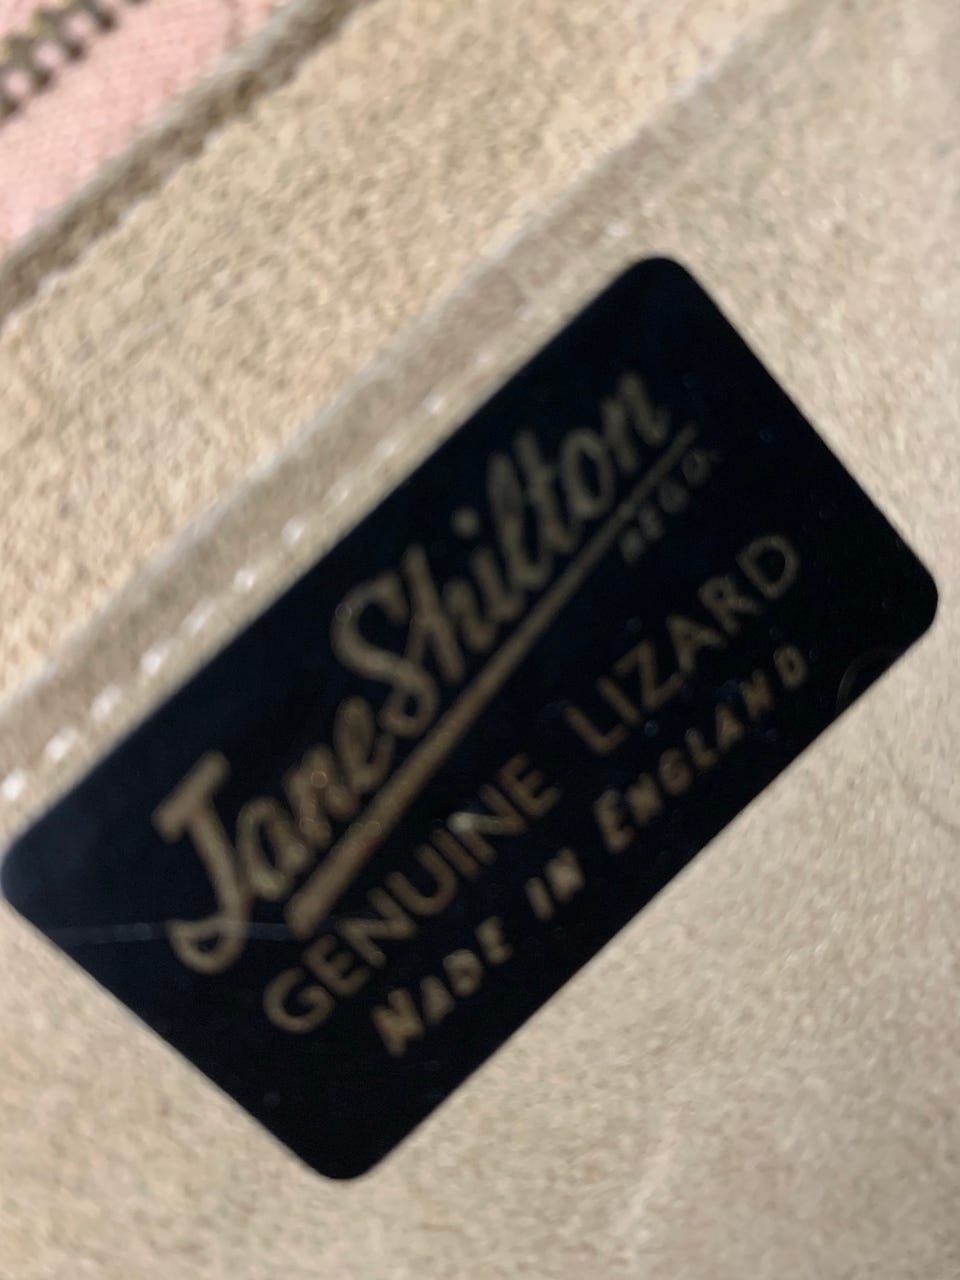 Jane Shilton
REGD.
GENUINE LIZARD
MADE IN ENGLAND